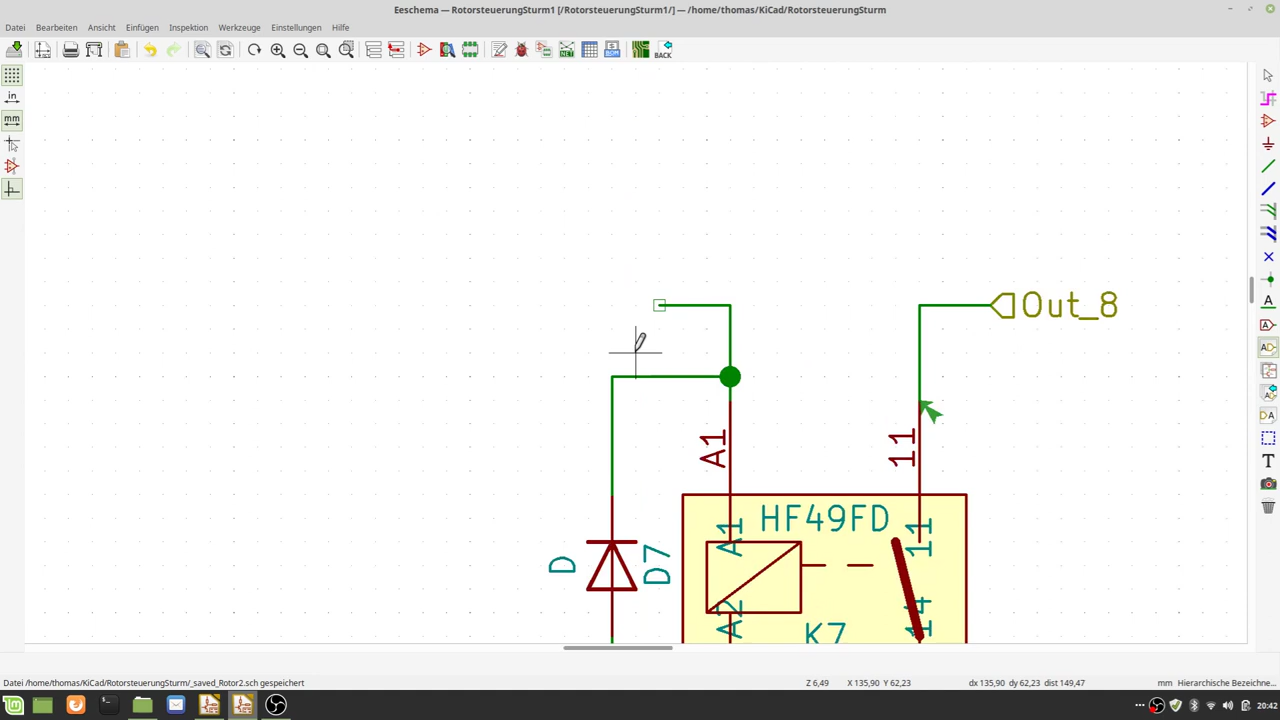 Eeschema — RotorsteuerungSturm1 [/RotorsteuerungSturm1/] — /home/thomas/KiCad/RotorsteuerungSturm
Datei Bearbeiten Ansicht Einfügen Inspektion Werkzeuge Einstellungen Hilfe
NET
BOM
BACK
in
mm
Out_8
A1
11
HF49FD
A1
11
D
D7
A2
14
K7
A
A
A
A
T
Datei /home/thomas/KiCad/RotorsteuerungSturm/_saved_Rotor2.sch gespeichert
Z 6,49
X 135,90 Y 62,23
dx 135,90 dy 62,23 dist 149,47
mm
Hierarchische Bezeichne...
20:42